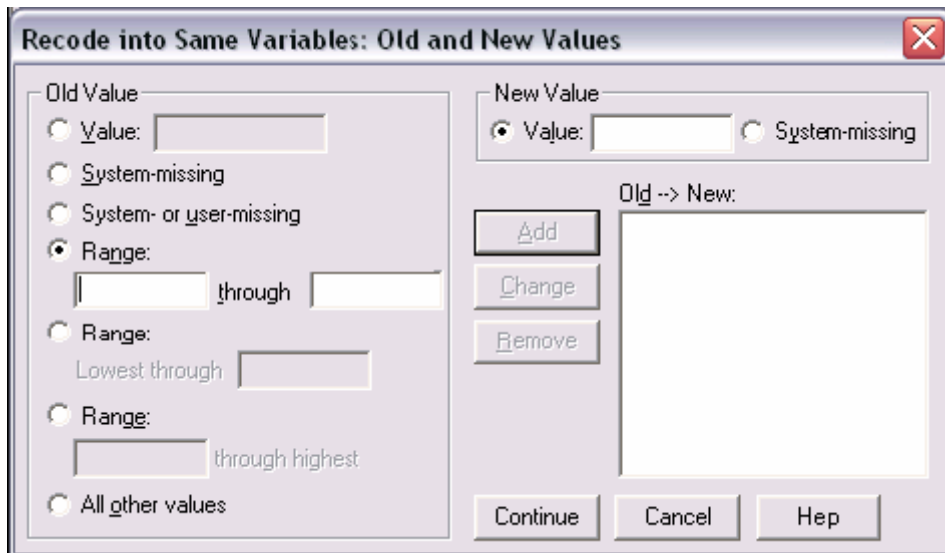 Recode into Same Variables: Old and New Values
Old Value
Value:
System-missing
System- or user-missing
Range:
through
Range:
Lowest through
Range:
through highest
All other values
New Value
Value:
System-missing
Old --> New:
Add
Change
Remove
Continue
Cancel
Hep